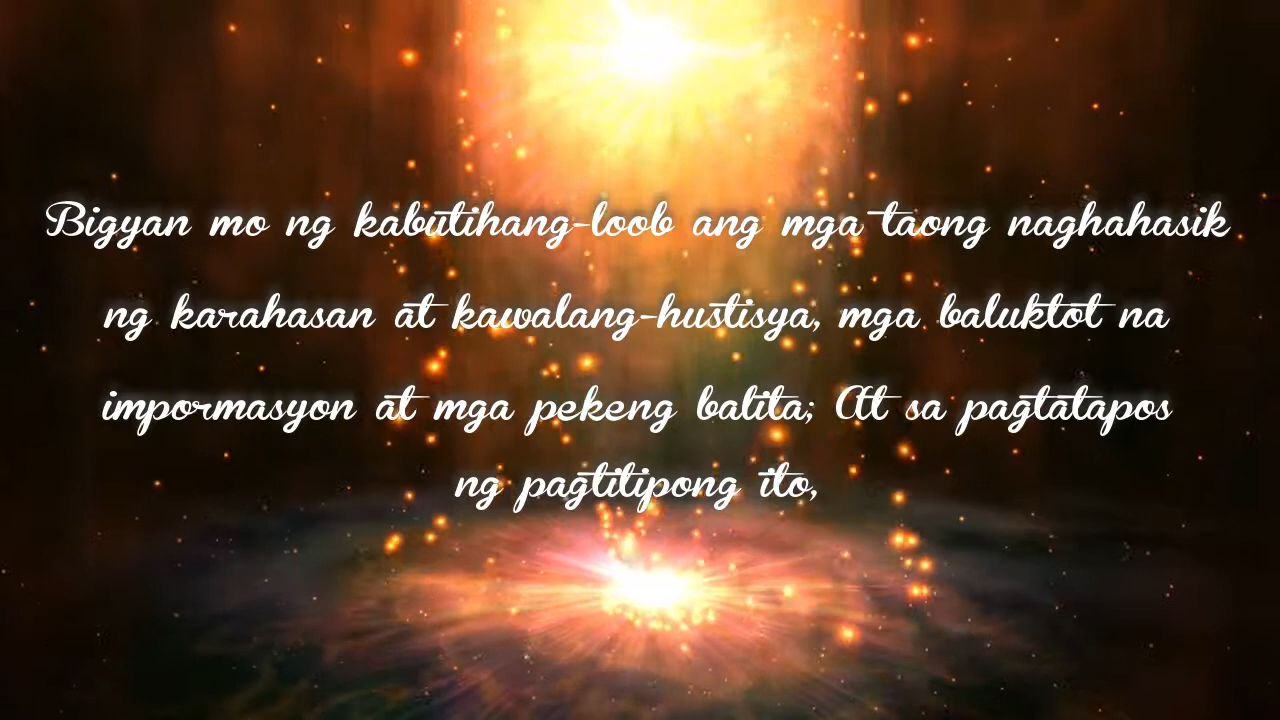 Bigyan mo ng kabutihang-loob ang mga taong naghahasik
ng karahasan at kawalang-hustisya, mga baluktot na
impormasyon at mga pekeng balita; At sa pagtatapos
ng pagtitipong ito,